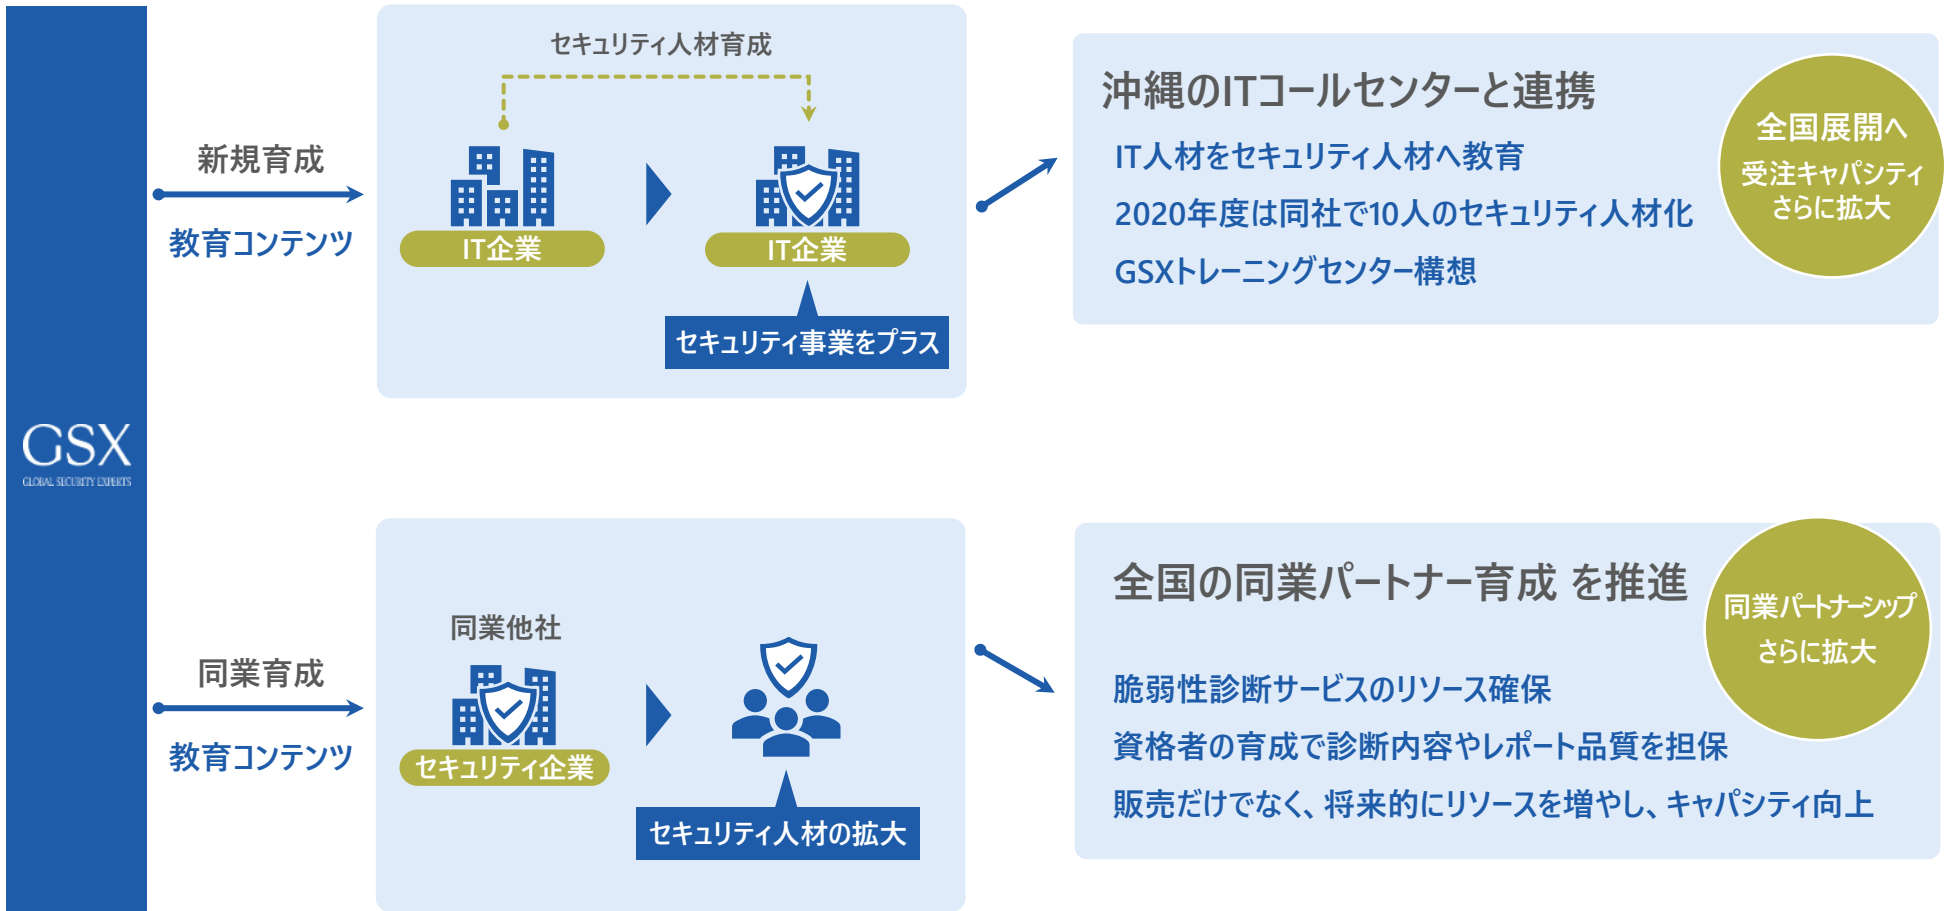 GSX
GLOBAL SECURITY EXPERTS
新規育成
教育コンテンツ
セキュリティ人材育成
IT企業
IT企業
セキュリティ事業をプラス
沖縄のITコールセンターと連携
IT人材をセキュリティ人材へ教育
2020年度は同社で10人のセキュリティ人材化
GSXトレーニングセンター構想
全国展開へ
受注キャパシティ
さらに拡大
同業育成
教育コンテンツ
同業他社
セキュリティ企業
セキュリティ人材の拡大
全国の同業パートナー育成 を推進
脆弱性診断サービスのリソース確保
資格者の育成で診断内容やレポート品質を担保
販売だけでなく、将来的にリソースを増やし、キャパシティ向上
同業パートナーシップ
さらに拡大